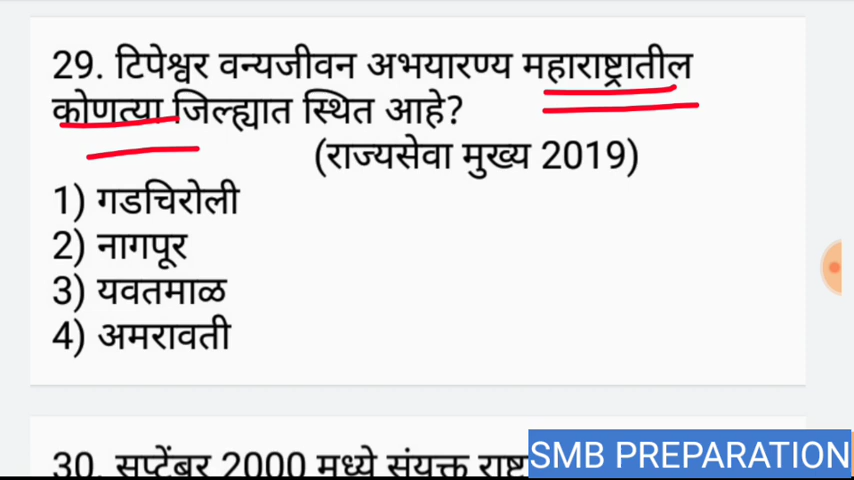 29. टिपेश्वर वन्यजीवन अभयारण्य महाराष्ट्रातील
कोणत्या जिल्ह्यात स्थित आहे?
(राज्यसेवा मुख्य 2019)
1) गडचिरोली
2) नागपूर
3) यवतमाळ
4) अमरावती
30. सप्टेंबर 2000 मध्ये संयुक्त राष्ट्र
SMB PREPARATION